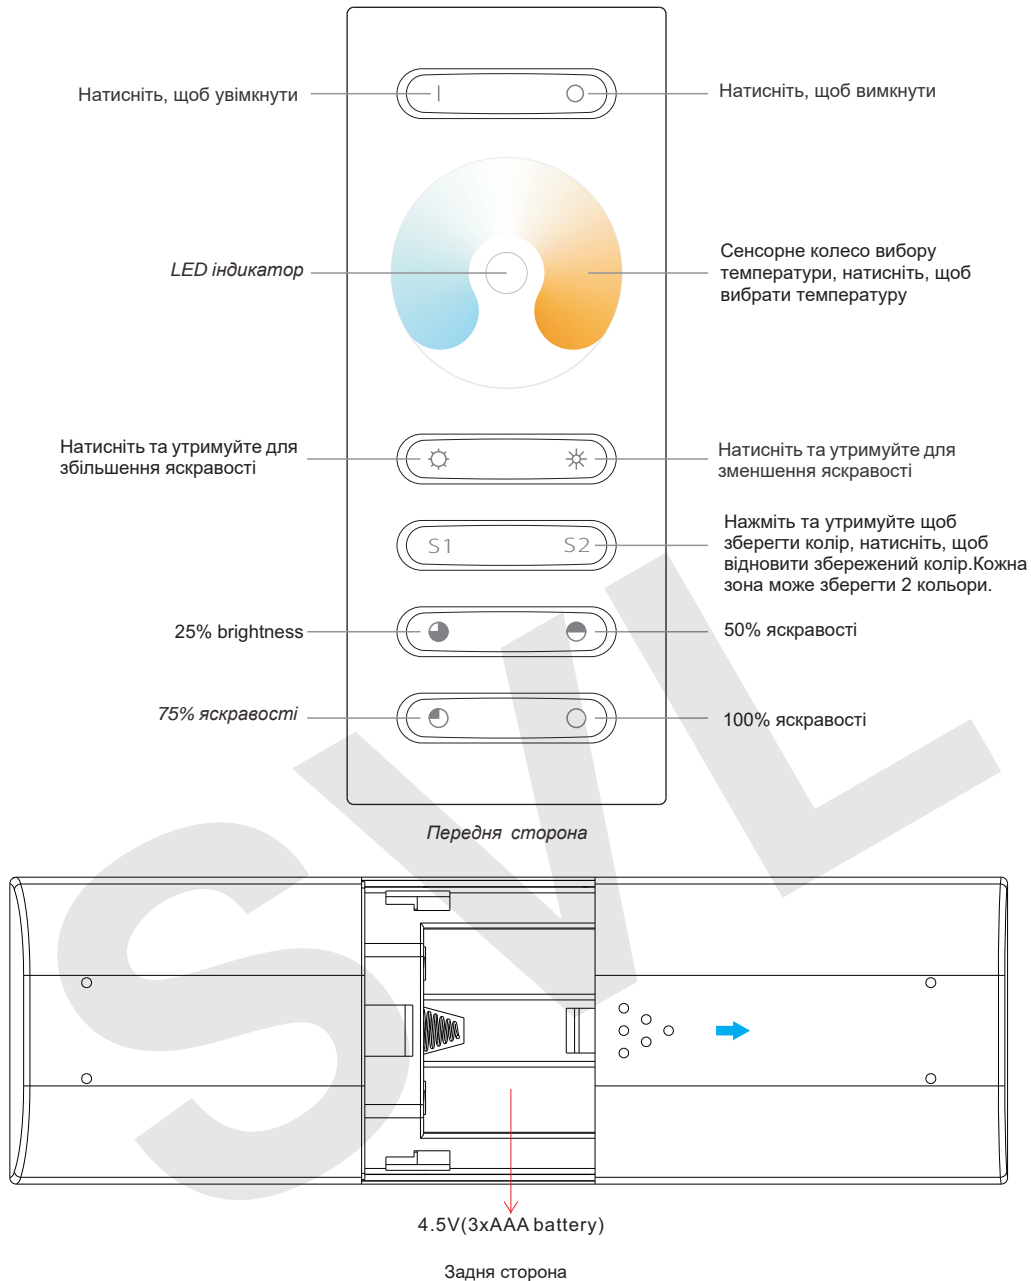 Натисніть, щоб увімкнути
Натисніть, щоб вимкнути
LED індикатор
Сенсорне колесо вибору
температури, натисніть, щоб
вибрати температуру
Натисніть та утримуйте для
збільшення яскравості
Натисніть та утримуйте для
зменшення яскравості
S1
S2
Нажміть та утримуйте щоб
зберегти колір, натисніть, щоб
відновити збережений колір.Кожна
зона може зберегти 2 кольори.
25% brightness
50% яскравості
75% яскравості
100% яскравості
Передня сторона
4.5V(3xAAA battery)
Задня сторона
SVL